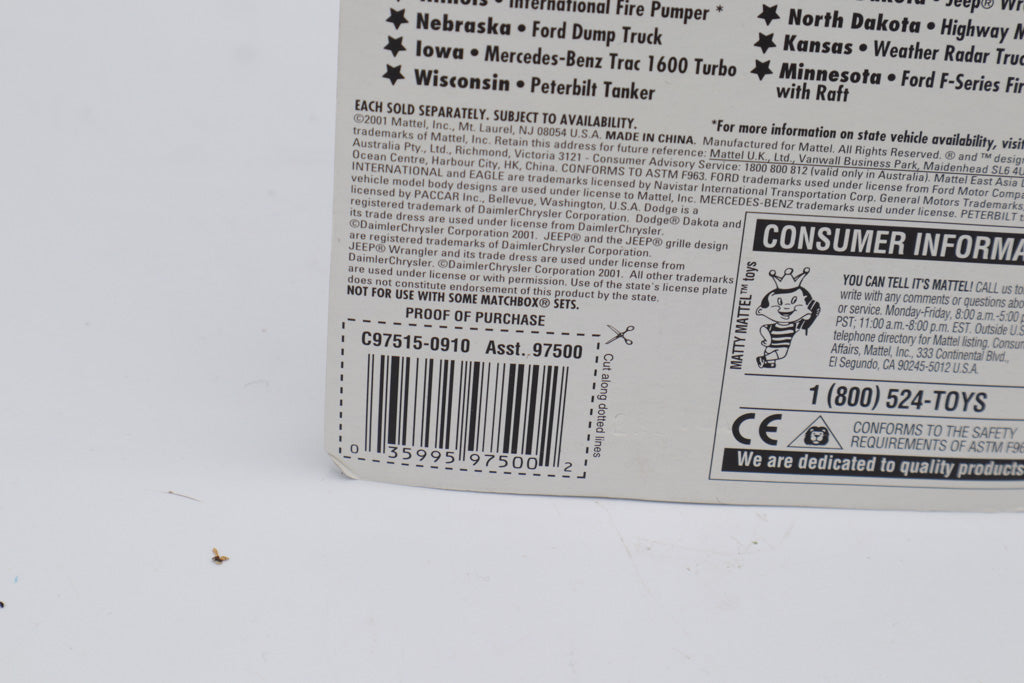 International Fire Pumper *
Nebraska • Ford Dump Truck
Iowa • Mercedes-Benz Trac 1600 Turbo
Wisconsin • Peterbilt Tanker
• Jeep®
North Dakota • Highway
Kansas • Weather Radar
Minnesota • Ford F-Series
with Raft
EACH SOLD SEPARATELY. SUBJECT TO AVAILABILITY.
*For more information on state vehicle availability,
©2001 Mattel, Inc., Mt. Laurel, NJ 08054 U.S.A. MADE IN CHINA. Manufactured for Mattel. All Rights Reserved. ® and ™
trademarks of Mattel, Inc. Retain this address for future reference: Mattel U.K., Ltd., Vanwall Business Park, Maidenhead SL6
Australia Pty., Ltd., Richmond, Victoria 3121 - Consumer Advisory Service: 1800 800 812 (valid only in Australia). Mattel East Asia
Ocean Centre, Harbour City, HK, China. CONFORMS TO ASTM F963. FORD trademarks used under license from Ford Motor
INTERNATIONAL and EAGLE are trademarks licensed by Navistar International Transportation Corp. General Motors Trademarks,
vehicle model body designs are used under license to Mattel, Inc. MERCEDES-BENZ trademarks used under license. PETERBILT
licensed by PACCAR Inc., Bellevue, Washington, U.S.A. Dodge is a
registered trademark of DaimlerChrysler Corporation. Dodge® Dakota and
its trade dress are used under license from DaimlerChrysler.
©DaimlerChrysler Corporation 2001. JEEP® and the JEEP® grille design
are registered trademarks of DaimlerChrysler Corporation.
JEEP® Wrangler and its trade dress are used under license from
DaimlerChrysler. ©DaimlerChrysler Corporation 2001. All other trademarks
are used under license or with permission. Use of the state's license plate
does not constitute endorsement of this product by the state.
NOT FOR USE WITH SOME MATCHBOX® SETS.
PROOF OF PURCHASE
C97515-0910 Asst. 97500
0 35995 97500 2
Cut along dotted lines
CONSUMER
MATTY MATTEL™ toys
YOU CAN TELL IT'S MATTEL! CALL us
write with any comments or questions
or service. Monday-Friday, 8:00 a.m.-5:00
PST; 11:00 a.m.-8:00 p.m. EST. Outside
telephone directory for Mattel listing.
Affairs, Mattel, Inc., 333 Continental Blvd.,
El Segundo, CA 90245-5012 U.S.A.
1 (800) 524-TOYS
CE
CONFORMS TO THE SAFETY
REQUIREMENTS OF ASTM
We are dedicated to quality products